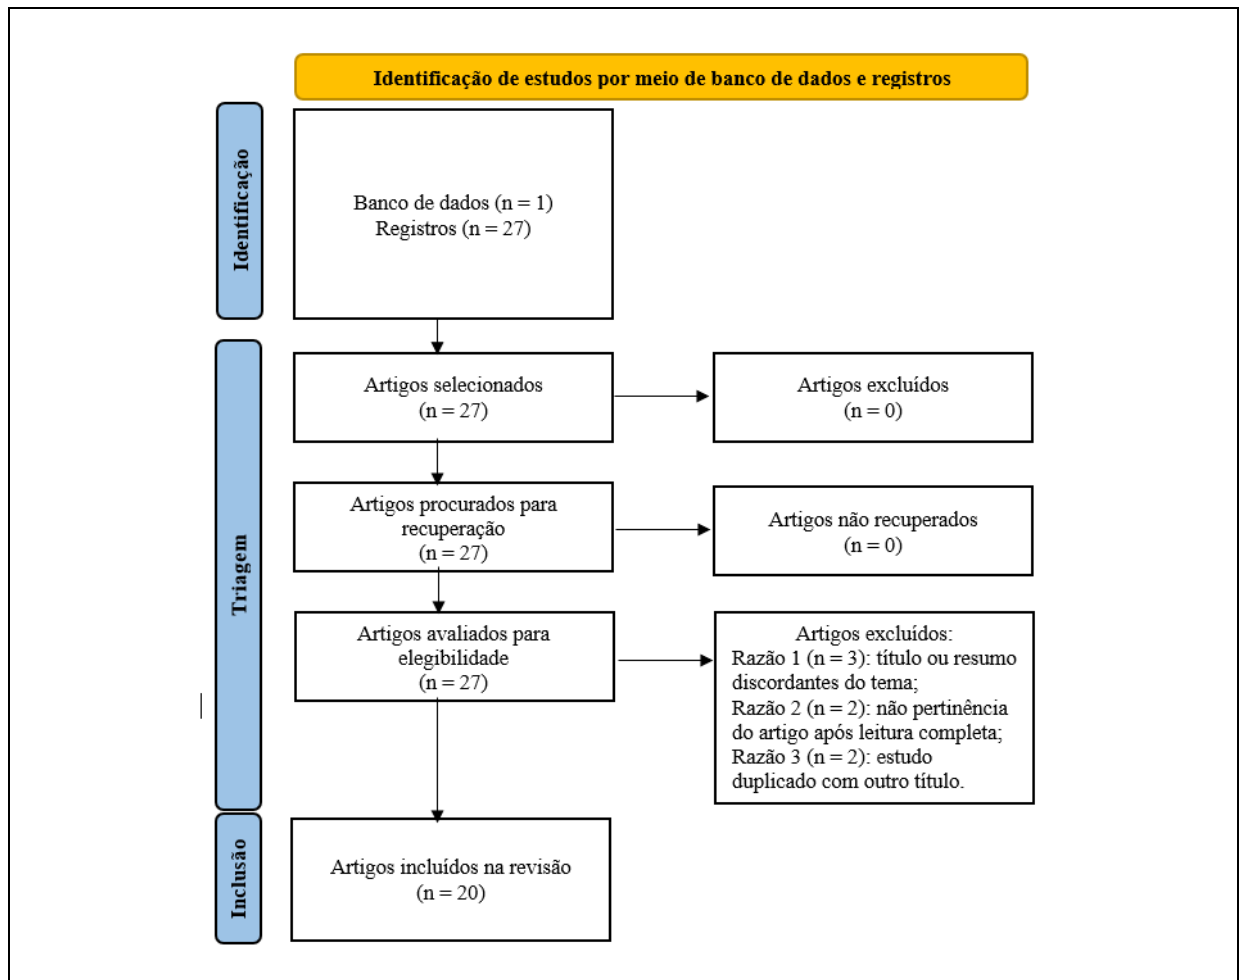 Identificação de estudos por meio de banco de dados e registros
Identificação
Banco de dados (n = 1)
Registros (n = 27)
Triagem
Artigos selecionados
(n = 27)
Artigos excluídos
(n = 0)
Artigos procurados para
recuperação
(n = 27)
Artigos não recuperados
(n = 0)
Artigos avaliados para
elegibilidade
(n = 27)
Artigos excluídos:
Razão 1 (n = 3): título ou resumo
discordantes do tema;
Razão 2 (n = 2): não pertinência
do artigo após leitura completa;
Razão 3 (n = 2): estudo
duplicado com outro título.
Inclusão
Artigos incluídos na revisão
(n = 20)